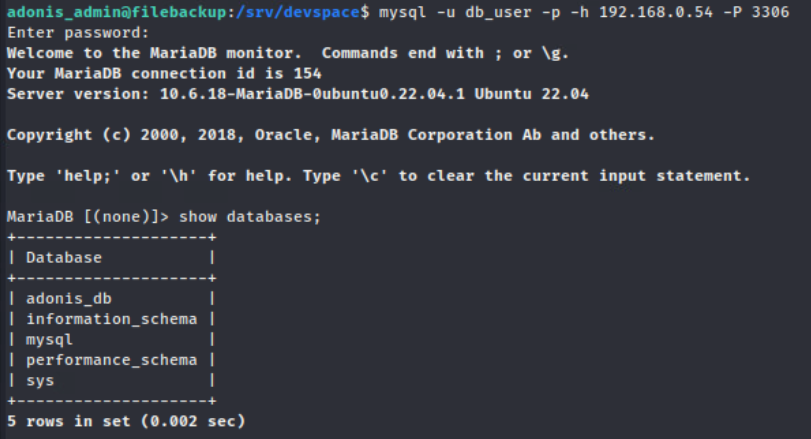 adonis_admin@filebackup:/srv/devspace$ mysql -u db_user -p -h 192.168.0.54 -P 3306
Enter password:
Welcome to the MariaDB monitor.  Commands end with ; or \g.
Your MariaDB connection id is 154
Server version: 10.6.18-MariaDB-0ubuntu0.22.04.1 Ubuntu 22.04

Copyright (c) 2000, 2018, Oracle, MariaDB Corporation Ab and others.

Type 'help;' or '\h' for help. Type '\c' to clear the current input statement.

MariaDB [(none)]> show databases;
+--------------------+
| Database           |
+--------------------+
| adonis_db          |
| information_schema |
| mysql              |
| performance_schema |
| sys                |
+--------------------+
5 rows in set (0.002 sec)